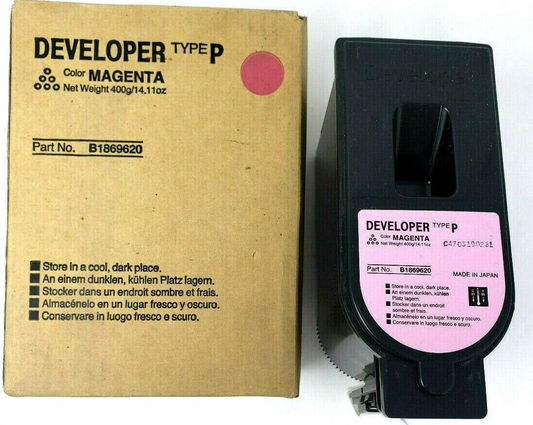 DEVELOPER TYPE P
Color MAGENTA
Net Weight 400g/14.11oz
Part No. B1869620
Store in a cool, dark place.
An einem dunklen, kühlen Platz lagern.
Stocker dans un endroit sombre et frais.
Almacénelo en un lugar fresco y oscuro.
Conservare in luogo fresco e scuro.
Developer
DEVELOPER TYPE P
Color MAGENTA
Net Weight 400g/14.11oz
Part No. B1869620
MADE IN JAPAN
Store in a cool, dark place.
An einem dunklen, kühlen
Platz lagern.
Stocker dans un endroit
sombre et frais.
Almacénelo en un lugar fresco y oscuro.
Conservare in luogo fresco e scuro.